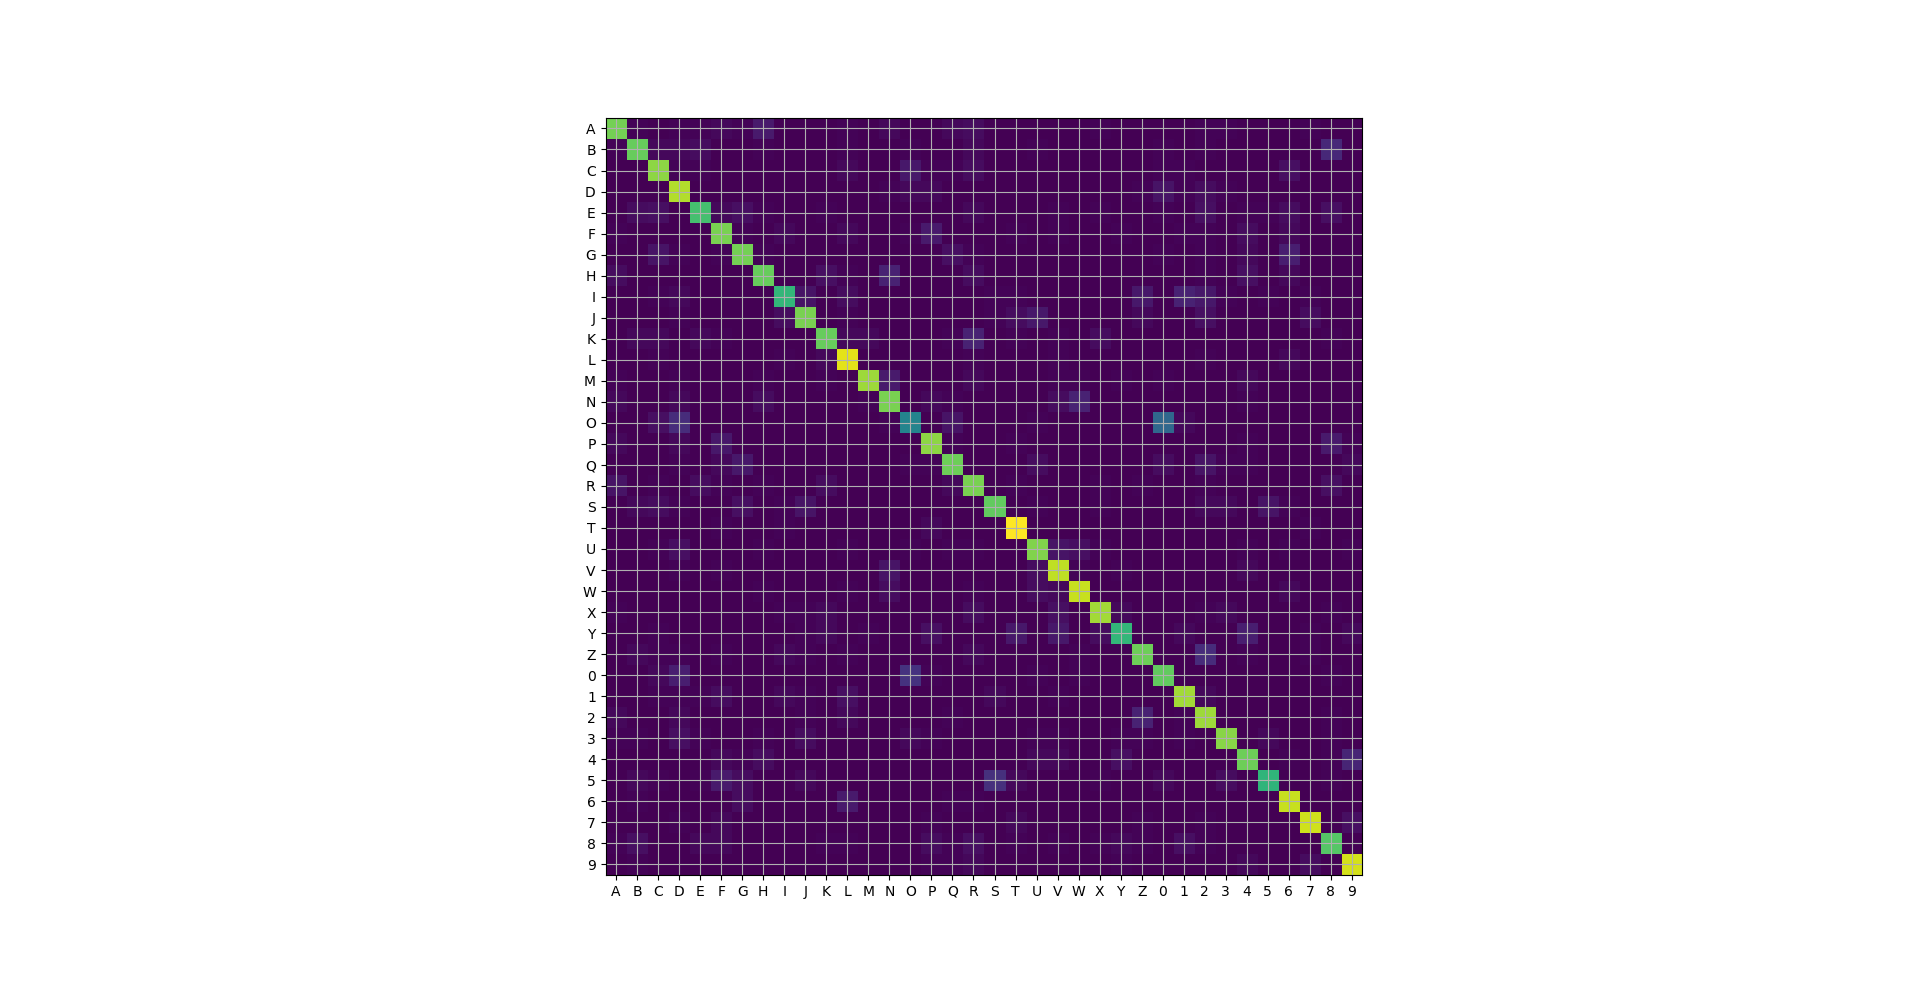 A
B
C
D
E
F
G
H
I
J
K
L
M
N
O
P
Q
R
S
T
U
V
W
X
Y
Z
0
1
2
3
4
5
6
7
8
9
A B C D E F G H I J K L M N O P Q R S T U V W X Y Z 0 1 2 3 4 5 6 7 8 9